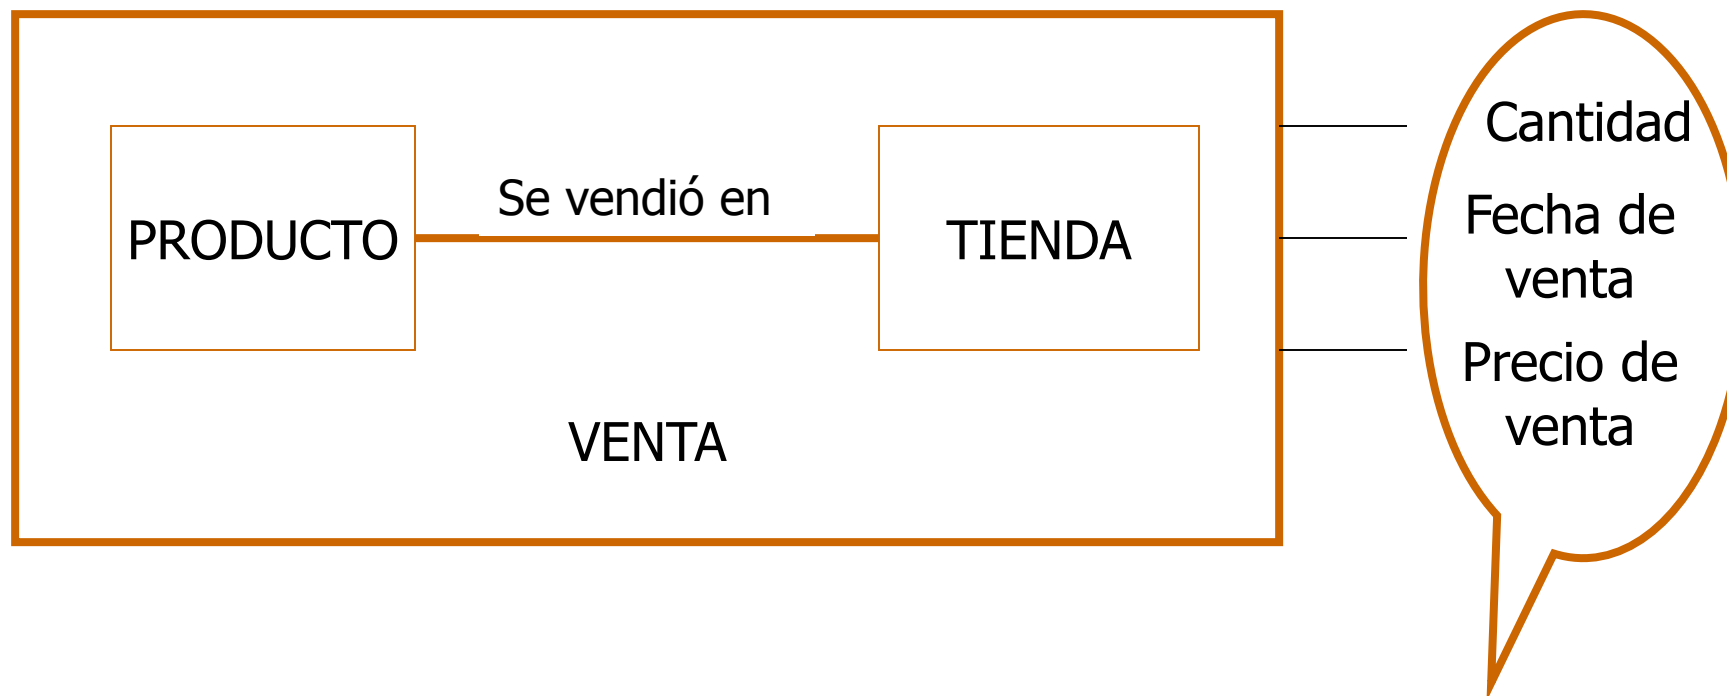 Cantidad
Se vendió en
Fecha de
venta
PRODUCTO
TIENDA
Precio de
venta
VENTA